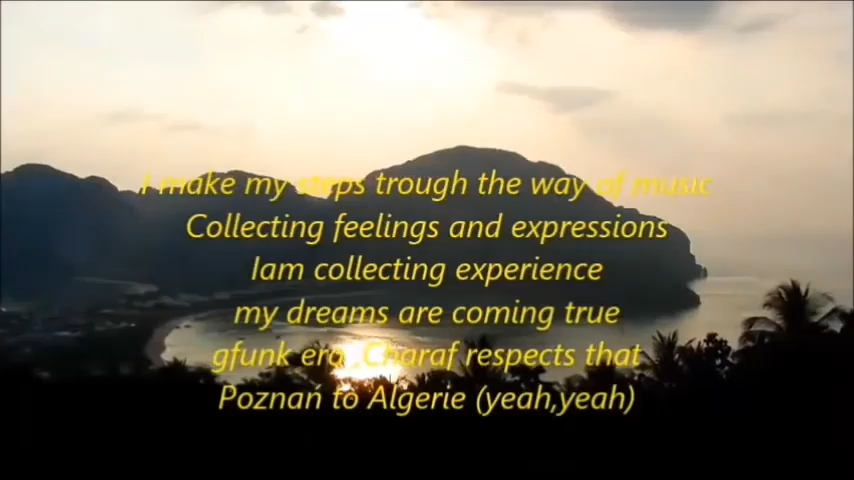 I make my steps trough the way of music
Collecting feelings and expressions
Iam collecting experience
my dreams are coming true
gfunk era ,Charaf respects that
Poznan to Algerie (yeah,yeah)